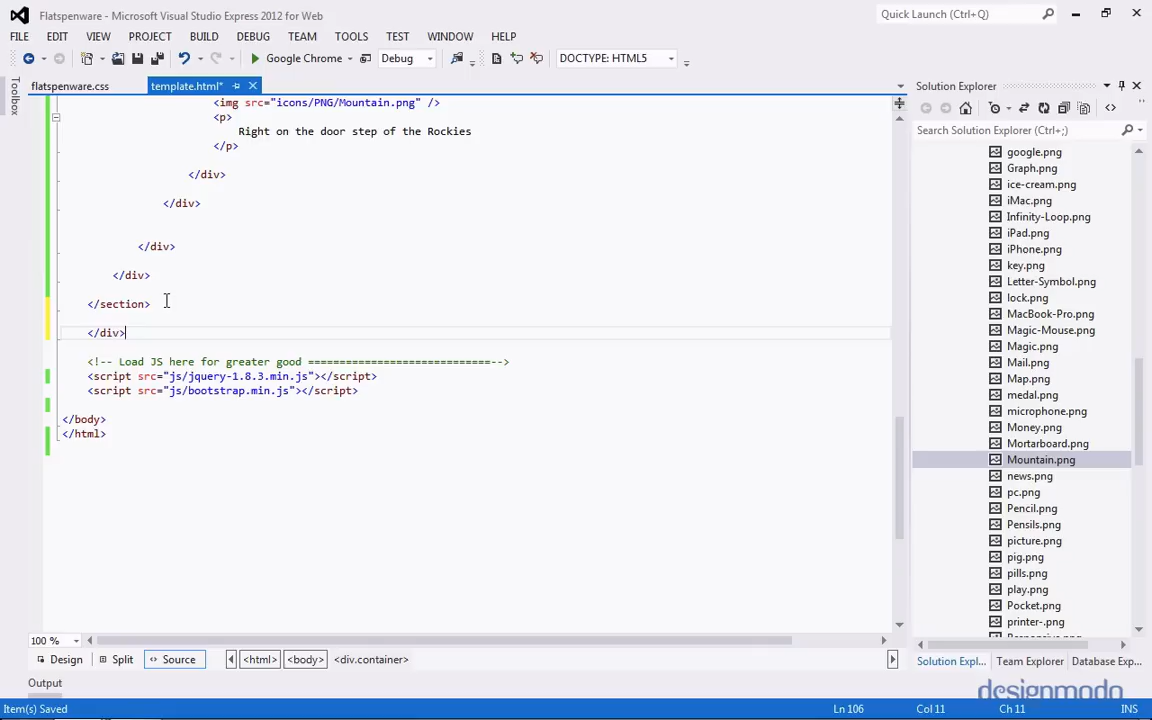 Flatspenware - Microsoft Visual Studio Express 2012 for Web
Quick Launch (Ctrl+Q)
FILE EDIT VIEW PROJECT BUILD DEBUG TEAM TOOLS TEST WINDOW HELP
Google Chrome Debug DOCTYPE: HTML5
Toolbox
flatspenware.css template.html*
<img src="icons/PNG/Mountain.png" />
<p>
Right on the door step of the Rockies
</p>
</div>
</div>
</div>
</div>
</section>
</div>
<!-- Load JS here for greater good =============================-->
<script src="js/jquery-1.8.3.min.js"></script>
<script src="js/bootstrap.min.js"></script>
</body>
</html>
100 %
Design Split Source <html> <body> <div.container>
Output
Solution Explorer
Search Solution Explorer (Ctrl+;)
google.png
Graph.png
ice-cream.png
iMac.png
Infinity-Loop.png
iPad.png
iPhone.png
key.png
Letter-Symbol.png
lock.png
MacBook-Pro.png
Magic-Mouse.png
Magic.png
Mail.png
Map.png
medal.png
microphone.png
Money.png
Mortarboard.png
Mountain.png
news.png
pc.png
Pencil.png
Pensils.png
picture.png
pig.png
pills.png
play.png
Pocket.png
printer-.png
Solution Expl... Team Explorer Database Exp...
designmodo
Item(s) Saved Ln 106 Col 11 Ch 11 INS